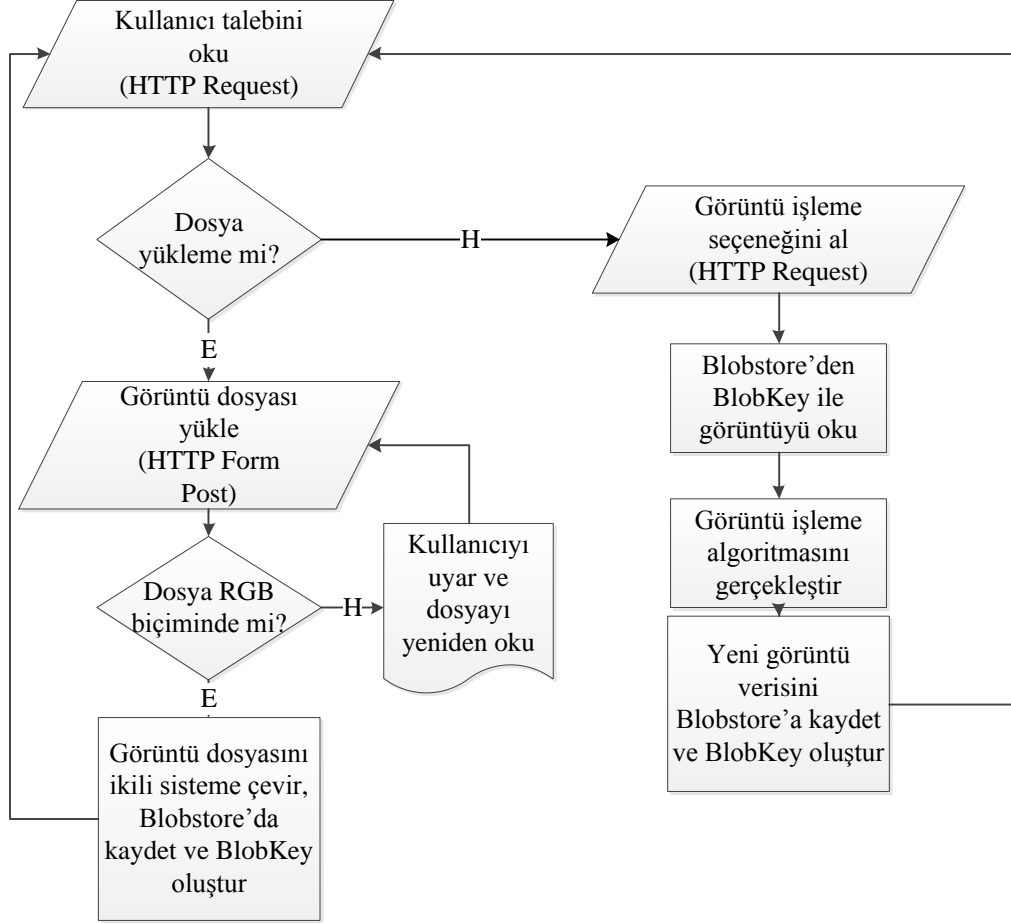 Kullanıcı talebini
oku
(HTTP Request)
Dosya
yükleme mi?
H
Görüntü işleme
seçeneğini al
(HTTP Request)
E
Görüntü dosyası
yükle
(HTTP Form
Post)
Blobstore’den
BlobKey ile
görüntüyü oku
Dosya RGB
biçiminde mi?
H
Kullanıcıyı
uyar ve
dosyayı
yeniden oku
Görüntü işleme
algoritmasını
gerçekleştir
E
Görüntü dosyasını
ikili sisteme çevir,
Blobstore’da
kaydet ve BlobKey
oluştur
Yeni görüntü
verisini
Blobstore’a kaydet
ve BlobKey oluştur